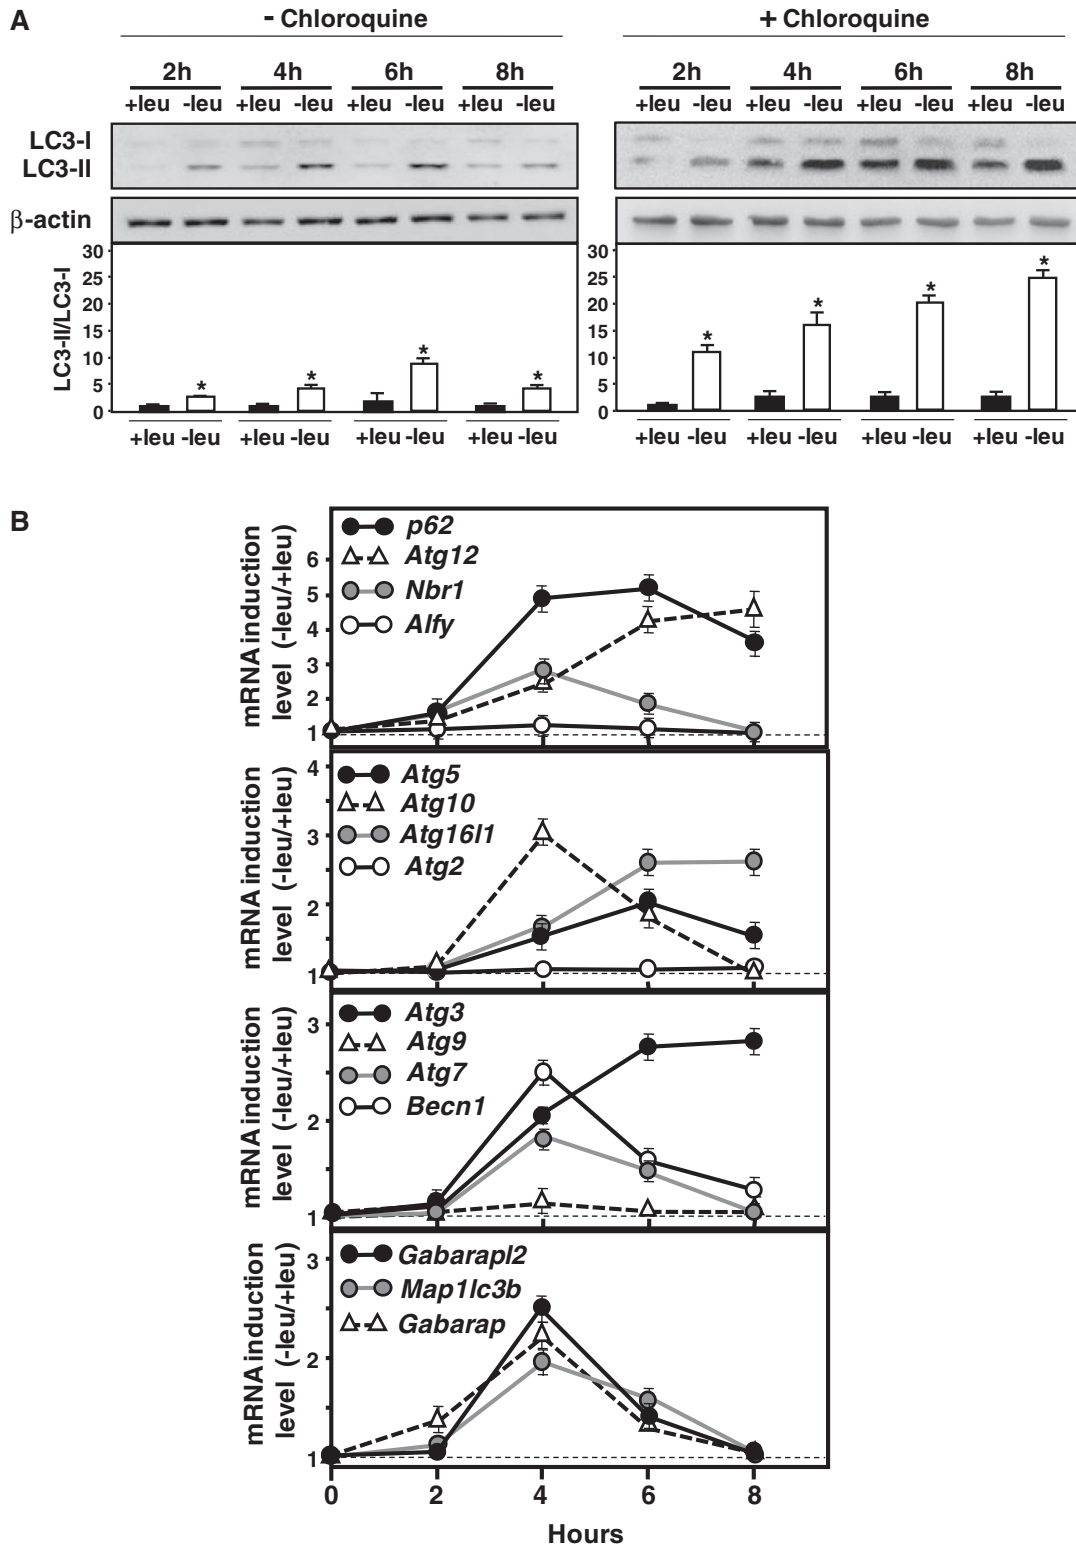 A
- Chloroquine
+ Chloroquine
2h 4h 6h 8h
2h 4h 6h 8h
+leu -leu +leu -leu +leu -leu +leu -leu
+leu -leu +leu -leu +leu -leu +leu -leu
LC3-I
LC3-II
β-actin
LC3-II/LC3-I
30
25
20
15
10
5
0
30
25
20
15
10
5
0
* * * *
* * * *
+leu -leu +leu -leu +leu -leu +leu -leu
+leu -leu +leu -leu +leu -leu +leu -leu
B
mRNA induction
level (-leu/+leu)
6
5
4
3
2
1
p62
Atg12
Nbr1
Alfy
mRNA induction
level (-leu/+leu)
4
3
2
1
Atg5
Atg10
Atg16l1
Atg2
mRNA induction
level (-leu/+leu)
3
2
1
Atg3
Atg9
Atg7
Becn1
mRNA induction
level (-leu/+leu)
3
2
1
Gabarapl2
Map1lc3b
Gabarap
0 2 4 6 8
Hours